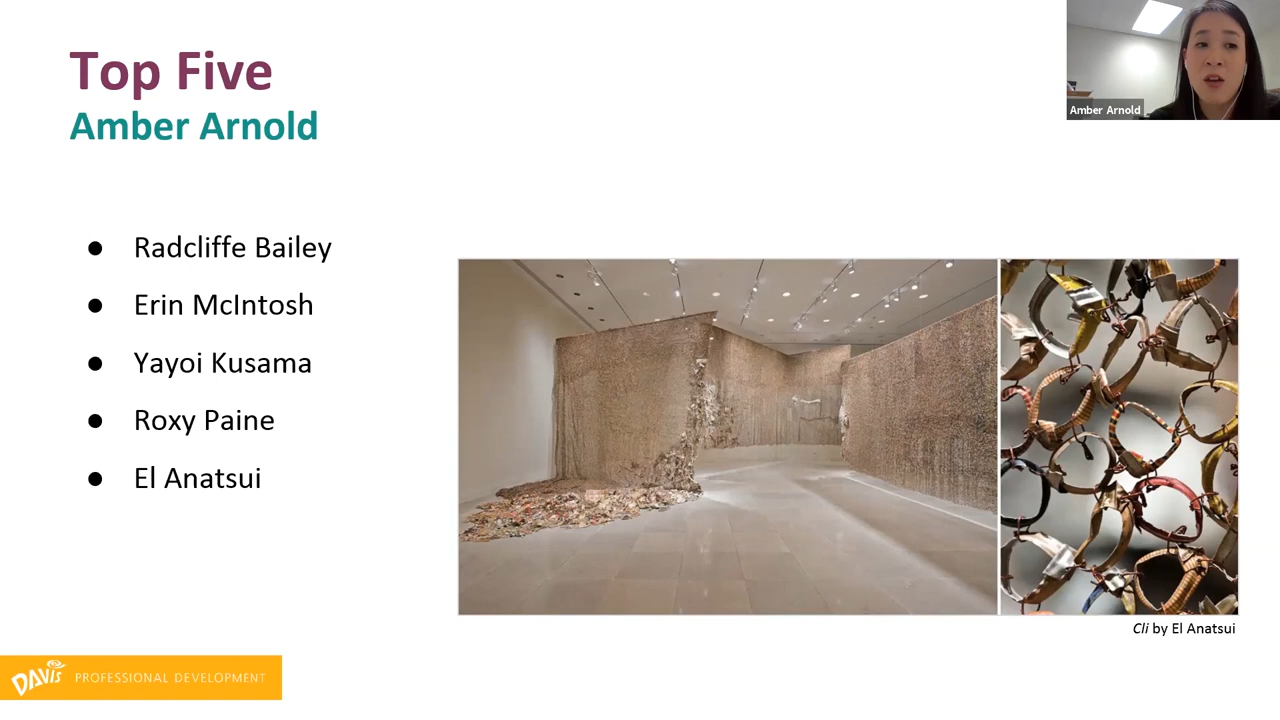 Top Five
Amber Arnold
Amber Arnold
● Radcliffe Bailey
● Erin McIntosh
● Yayoi Kusama
● Roxy Paine
● El Anatsui
Cli by El Anatsui
DAVIS PROFESSIONAL DEVELOPMENT